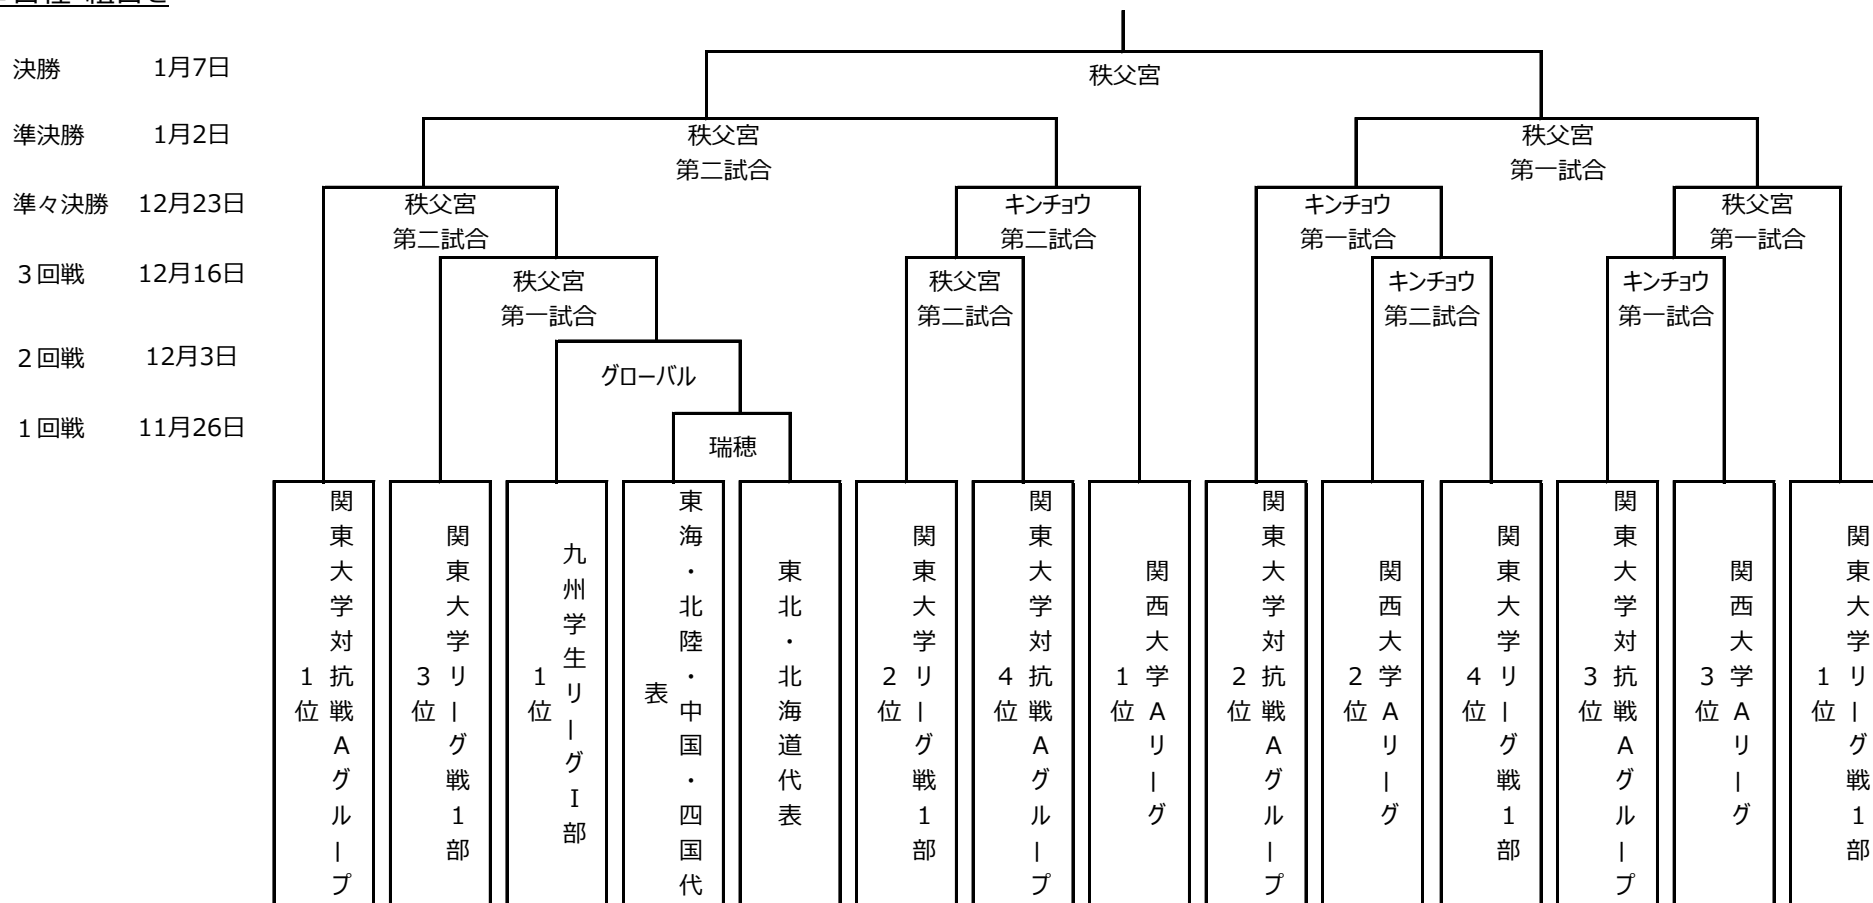 決勝 1月7日
秩父宮
準決勝 1月2日
秩父宮 秩父宮
第二試合 第一試合
準々決勝 12月23日
秩父宮 キンチョウ キンチョウ 秩父宮
第二試合 第二試合 第一試合 第一試合
3回戦 12月16日
秩父宮 秩父宮 キンチョウ キンチョウ
第一試合 第二試合 第二試合 第一試合
2回戦 12月3日
グローバル
1回戦 11月26日
瑞穂
関東大学対抗戦Aグループ
1位
関東大学リーグ戦1部
3位
九州学生リーグⅠ部
1位
東海・北陸・中国・四国代
表
東北・北海道代表
関東大学リーグ戦1部
2位
関東大学対抗戦Aグループ
4位
関西大学Aリーグ
1位
関東大学対抗戦Aグループ
2位
関西大学Aリーグ
2位
関東大学リーグ戦1部
4位
関東大学対抗戦Aグループ
3位
関西大学Aリーグ
3位
関東大学リーグ戦1部
1位